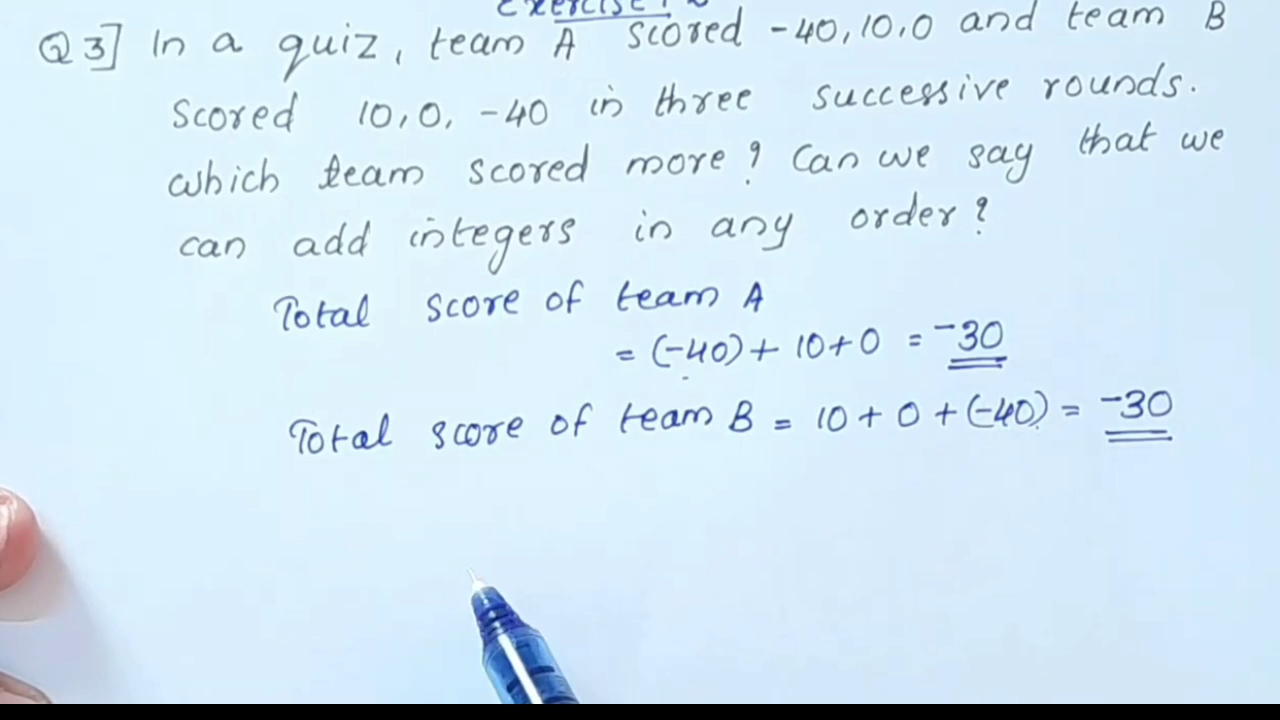 Exercise
Q3] In a quiz, team A scored -40,10,0 and team B
scored 10,0, -40 in three successive rounds.
which team scored more? Can we say that we
can add integers in any order?
Total score of team A
= (-40) + 10+0 = -30
Total score of team B = 10 + 0 + (-40) = -30